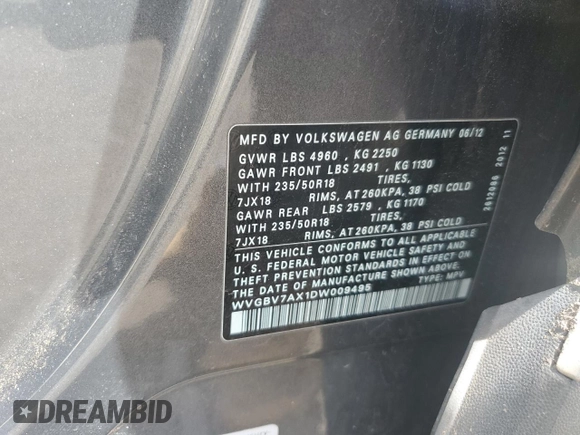 MFD BY VOLKSWAGEN AG GERMANY 06/12
GVWR LBS 4960 , KG 2250
GAWR FRONT LBS 2491 , KG 1130
WITH 235/50R18 TIRES,
7JX18 RIMS, AT 260KPA, 38 PSI COLD
GAWR REAR LBS 2579 , KG 1170
WITH 235/50R18 TIRES,
7JX18 RIMS, AT 260KPA, 38 PSI COLD
THIS VEHICLE CONFORMS TO ALL APPLICABLE
U. S. FEDERAL MOTOR VEHICLE SAFETY AND
THEFT PREVENTION STANDARDS IN EFFECT ON
THE DATE OF MANUFACTURE SHOWN ABOVE.
WVGBV7AX1DW009495 TYPE: MPV
2012 11
DREAMBID